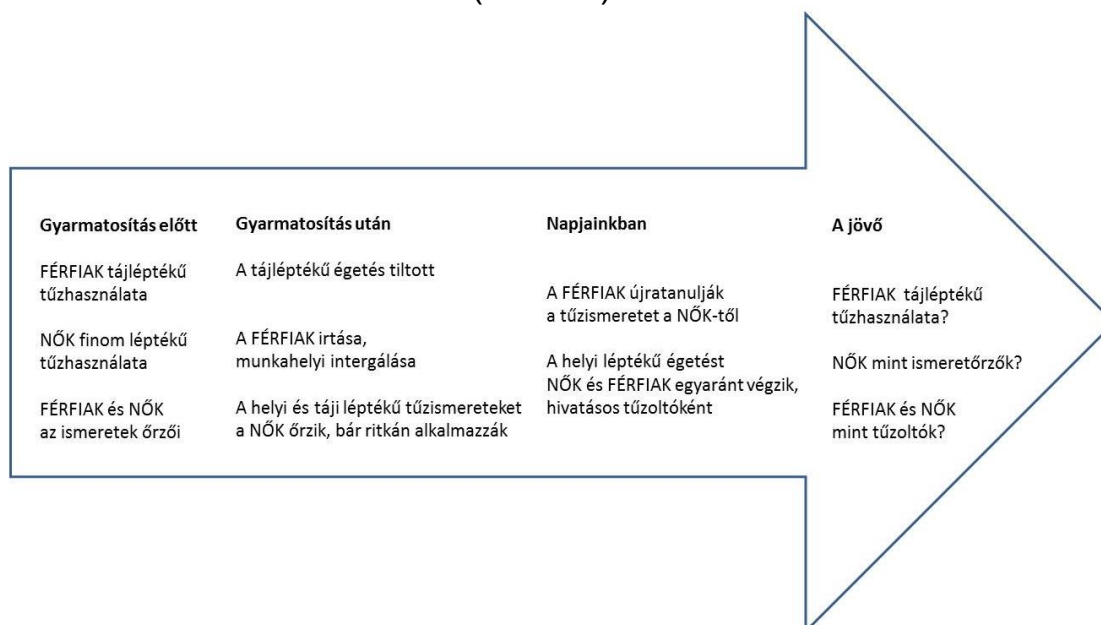 Gyarmatosítás előtt
FÉRFIAK tájléptékű
tűzhasználata
NŐK finom léptékű
tűzhasználata
FÉRFIAK és NŐK
az ismeretek őrzői
Gyarmatosítás után
A tájléptékű égetés tiltott
A FÉRFIAK irtása,
munkahelyi intergálása
A helyi és táji léptékű tűzismereteket
a NŐK őrzik, bár ritkán alkalmazzák
Napjainkban
A FÉRFIAK újratanulják
a tűzismeretet a NŐK-től
A helyi léptékű égetést
NŐK és FÉRFIAK egyaránt végzik,
hivatásos tűzoltóként
A jövő
FÉRFIAK tájléptékű
tűzhasználata?
NŐK mint ismeretőrzők?
FÉRFIAK és NŐK
mint tűzoltók?